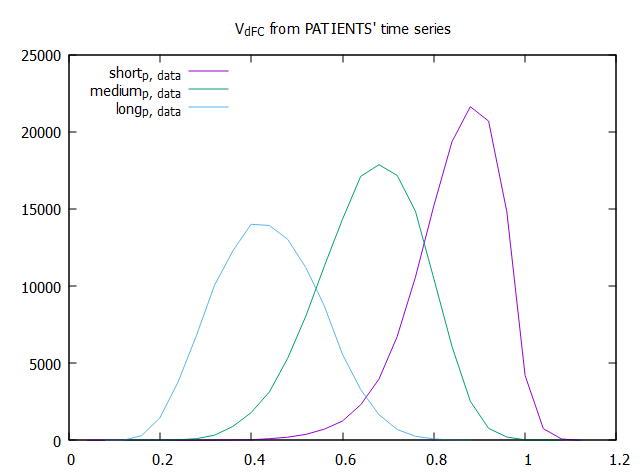 VdFC from PATIENTS' time series
25000
20000
15000
10000
5000
0
shortp, data
mediump, data
longp, data
0 0.2 0.4 0.6 0.8 1 1.2